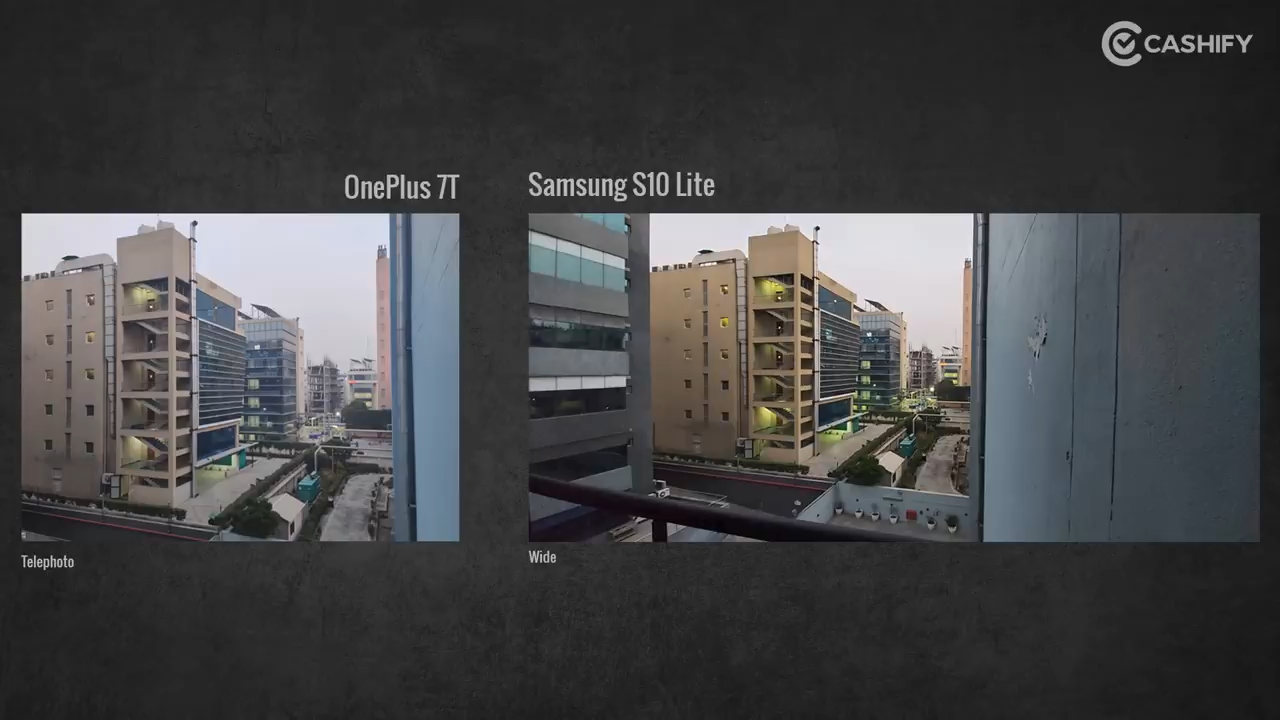 CASHIFY
OnePlus 7T
Samsung S10 Lite
Telephoto
Wide